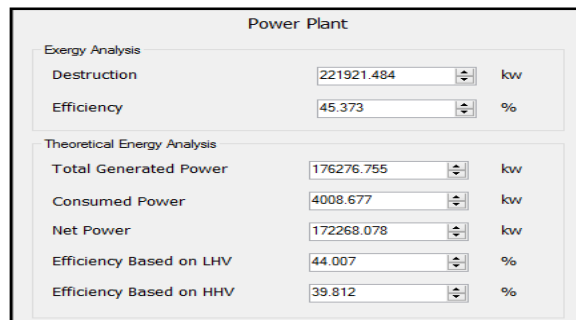 Power Plant
Exergy Analysis
Destruction 221921.484 kw
Efficiency 45.373 %
Theoretical Energy Analysis
Total Generated Power 176276.755 kw
Consumed Power 4008.677 kw
Net Power 172268.078 kw
Efficiency Based on LHV 44.007 %
Efficiency Based on HHV 39.812 %